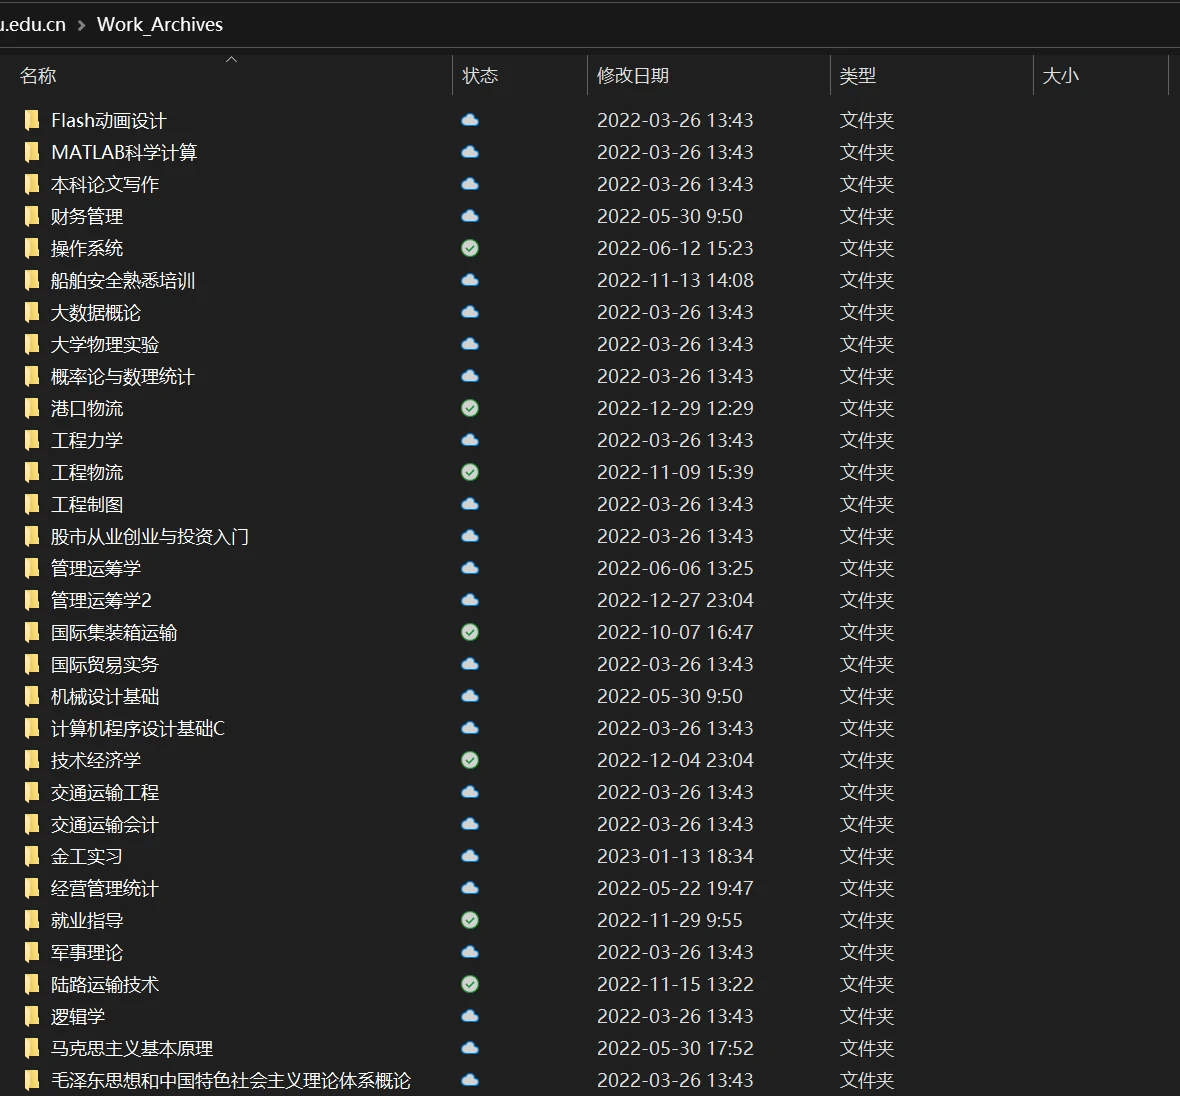 u.edu.cn > Work_Archives
名称 状态 修改日期 类型 大小
Flash动画设计 2022-03-26 13:43 文件夹
MATLAB科学计算 2022-03-26 13:43 文件夹
本科论文写作 2022-03-26 13:43 文件夹
财务管理 2022-05-30 9:50 文件夹
操作系统 2022-06-12 15:23 文件夹
船舶安全熟悉培训 2022-11-13 14:08 文件夹
大数据概论 2022-03-26 13:43 文件夹
大学物理实验 2022-03-26 13:43 文件夹
概率论与数理统计 2022-03-26 13:43 文件夹
港口物流 2022-12-29 12:29 文件夹
工程力学 2022-03-26 13:43 文件夹
工程物流 2022-11-09 15:39 文件夹
工程制图 2022-03-26 13:43 文件夹
股市从业创业与投资入门 2022-03-26 13:43 文件夹
管理运筹学 2022-06-06 13:25 文件夹
管理运筹学2 2022-12-27 23:04 文件夹
国际集装箱运输 2022-10-07 16:47 文件夹
国际贸易实务 2022-03-26 13:43 文件夹
机械设计基础 2022-05-30 9:50 文件夹
计算机程序设计基础C 2022-03-26 13:43 文件夹
技术经济学 2022-12-04 23:04 文件夹
交通运输工程 2022-03-26 13:43 文件夹
交通运输会计 2022-03-26 13:43 文件夹
金工实习 2023-01-13 18:34 文件夹
经营管理统计 2022-05-22 19:47 文件夹
就业指导 2022-11-29 9:55 文件夹
军事理论 2022-03-26 13:43 文件夹
陆路运输技术 2022-11-15 13:22 文件夹
逻辑学 2022-03-26 13:43 文件夹
马克思主义基本原理 2022-05-30 17:52 文件夹
毛泽东思想和中国特色社会主义理论体系概论 2022-03-26 13:43 文件夹